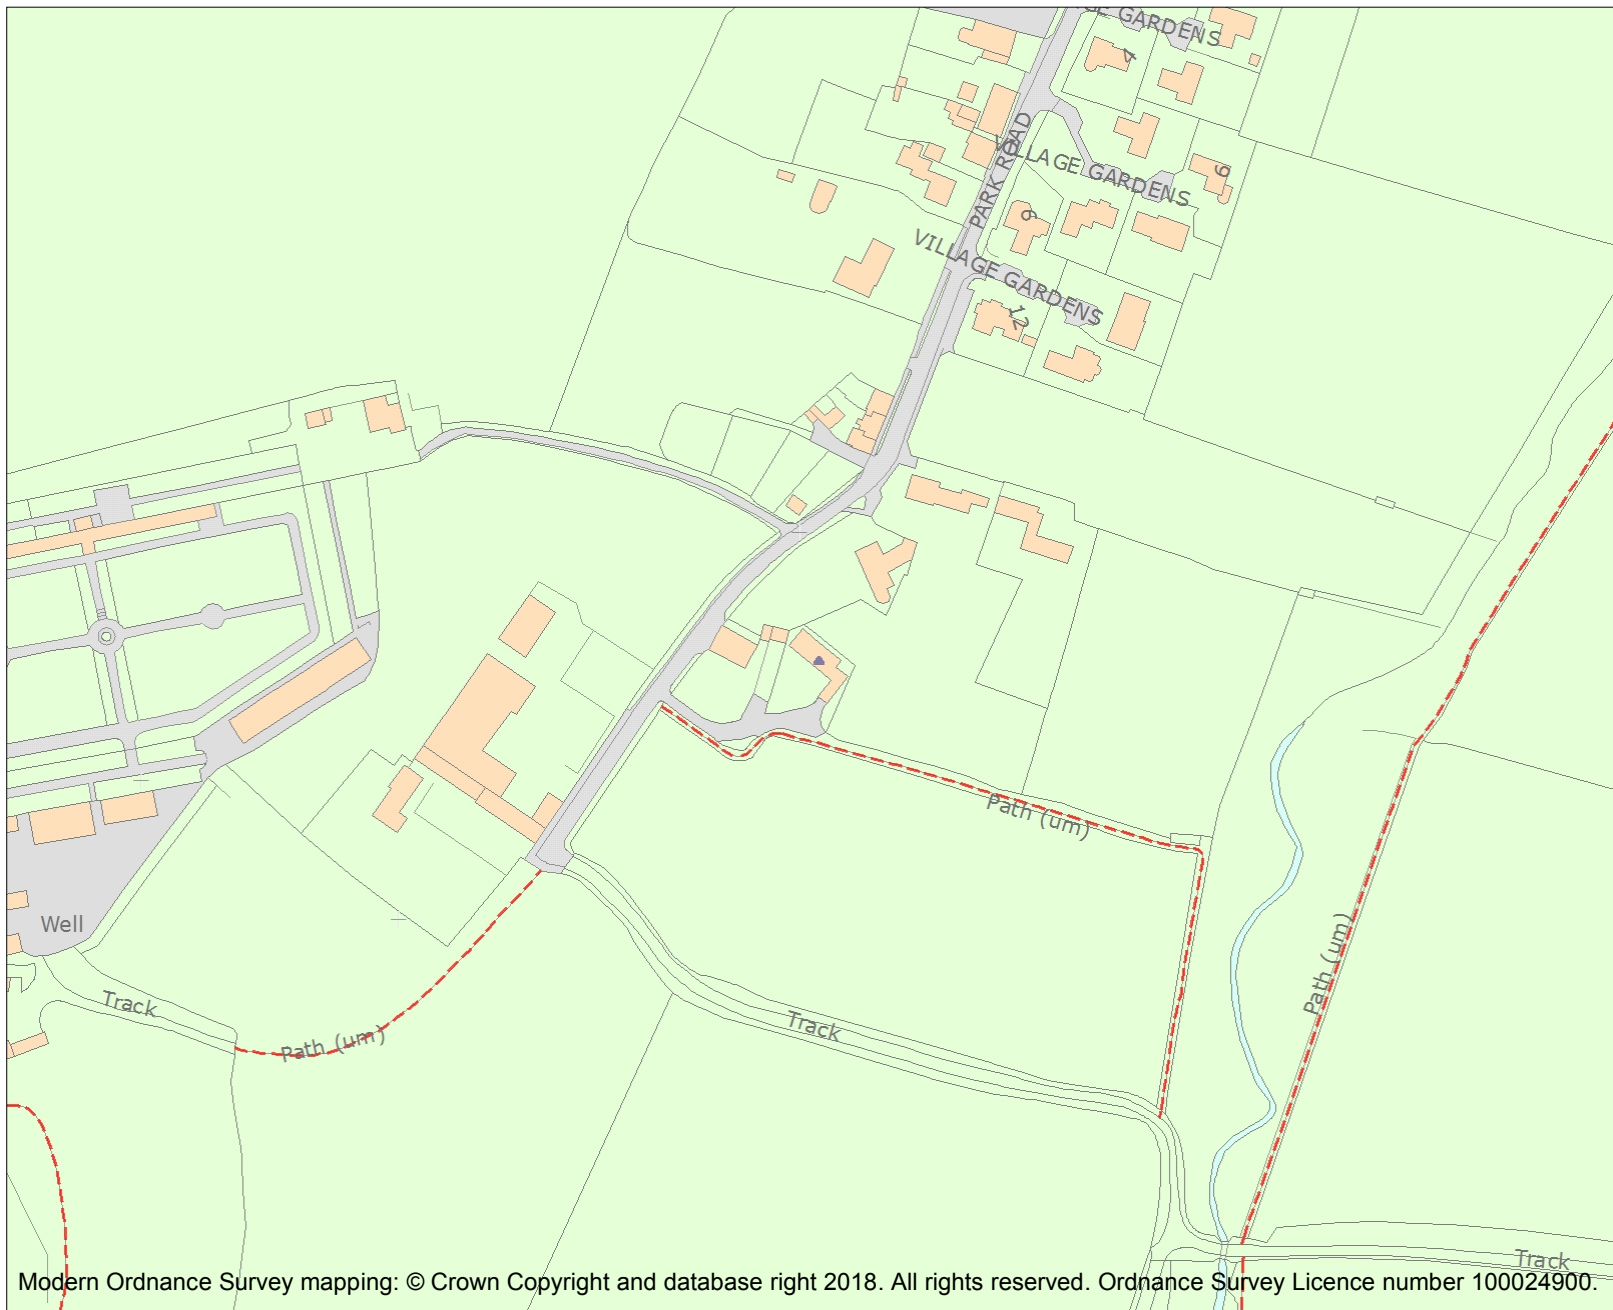 GE GARDENS
4
PARK ROAD
VILLAGE GARDENS
6
9
VILLAGE GARDENS
12
Path (um)
Well
Path (um)
Track
Track
Path (um)
Track
Modern Ordnance Survey mapping: © Crown Copyright and database right 2018. All rights reserved. Ordnance Survey Licence number 100024900.